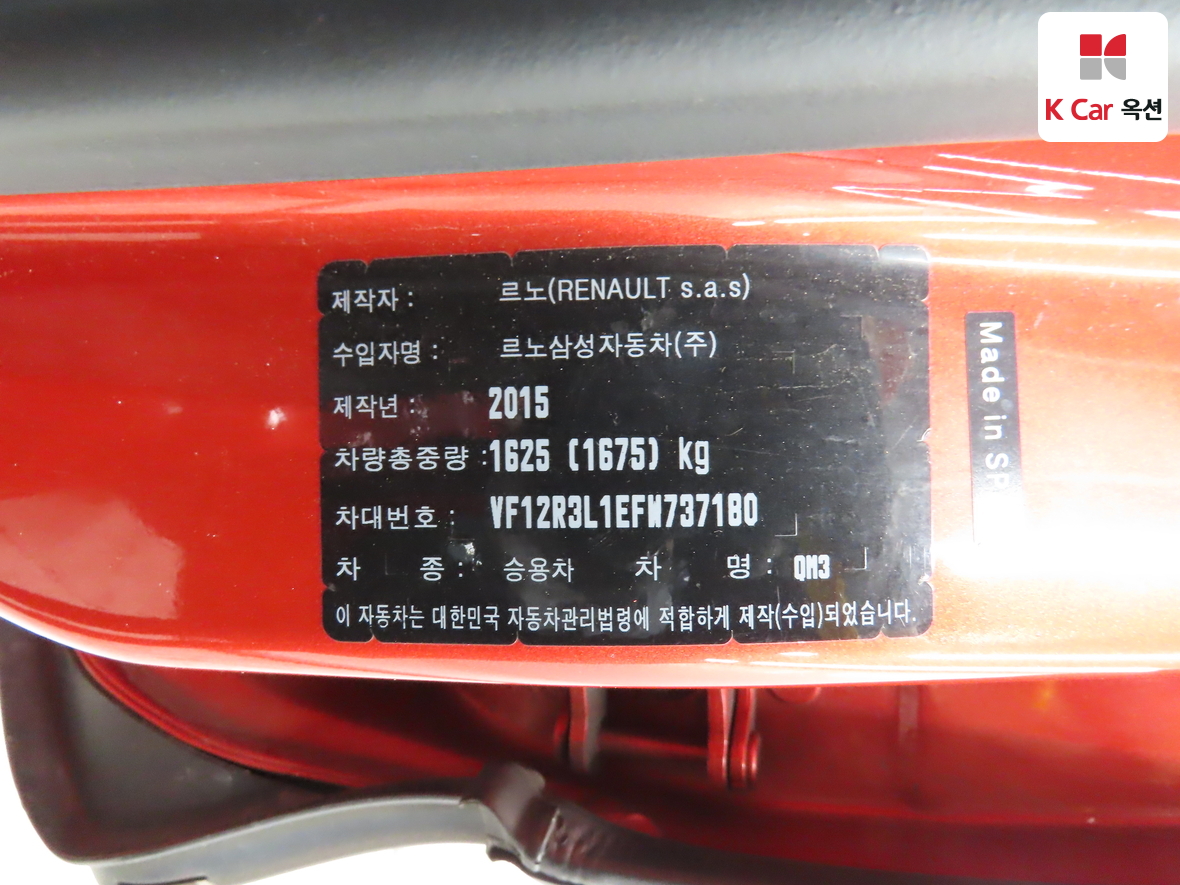 K Car 옥션
제작자 : 르노(RENAULT s.a.s)
수입자명 : 르노삼성자동차(주)
제작년 : 2015
차량총중량 : 1625 (1675) kg
차대번호 : VF12R3L1EFW737180
차 종 : 승용차 차 명 : QM3
이 자동차는 대한민국 자동차관리법령에 적합하게 제작(수입)되었습니다.
Made in